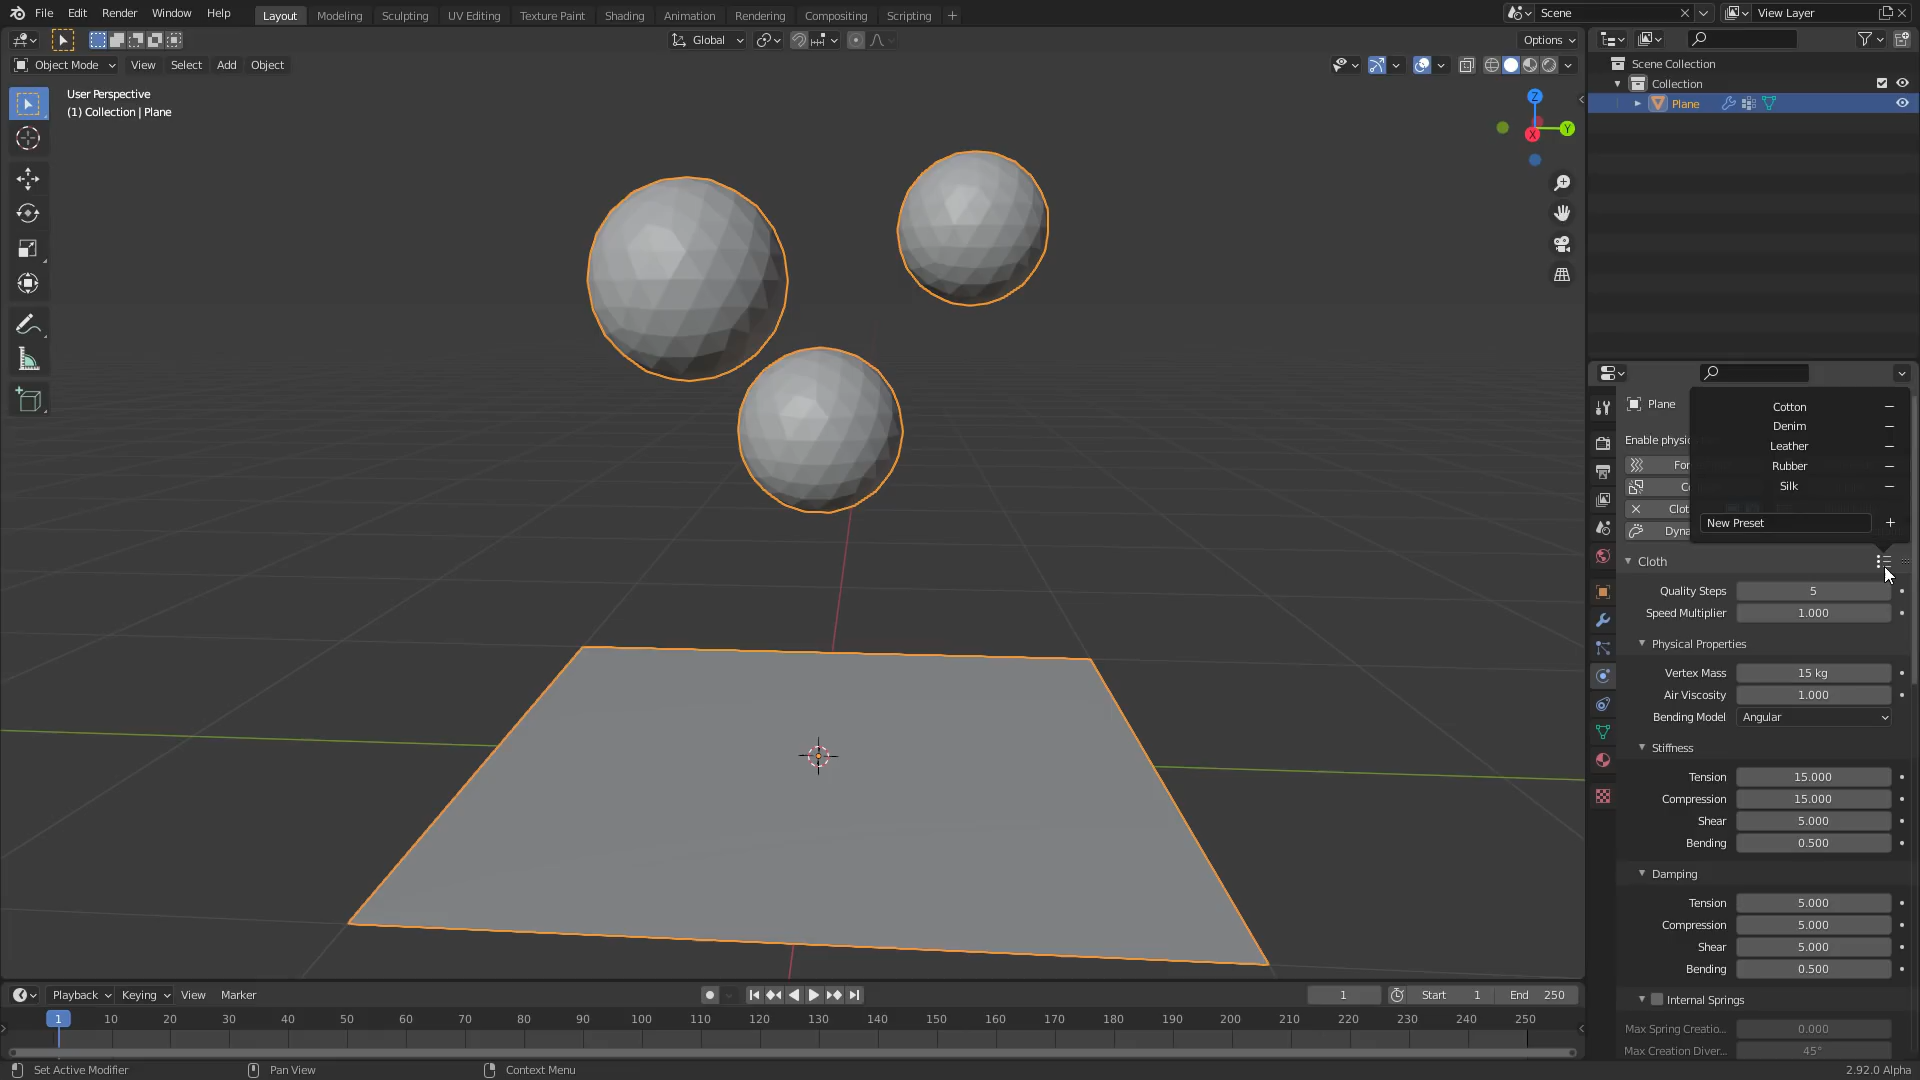 File Edit Render Window Help
Layout Modeling Sculpting UV Editing Texture Paint Shading Animation Rendering Compositing Scripting +
Scene
View Layer
Global
Options
Object Mode View Select Add Object
User Perspective
(1) Collection | Plane
Z
Y
X
Scene Collection
Collection
Plane
Plane
Cotton
Denim
Leather
Rubber
Silk
New Preset
Enable physi
For
C
Clot
Dyna
Cloth
Quality Steps 5
Speed Multiplier 1.000
Physical Properties
Vertex Mass 15 kg
Air Viscosity 1.000
Bending Model Angular
Stiffness
Tension 15.000
Compression 15.000
Shear 5.000
Bending 0.500
Damping
Tension 5.000
Compression 5.000
Shear 5.000
Bending 0.500
Internal Springs
Max Spring Creatio... 0.000
Max Creation Diver... 45°
Playback Keying View Marker
1 Start 1 End 250
1 10 20 30 40 50 60 70 80 90 100 110 120 130 140 150 160 170 180 190 200 210 220 230 240 250
Set Active Modifier Pan View Context Menu 2.92.0 Alpha